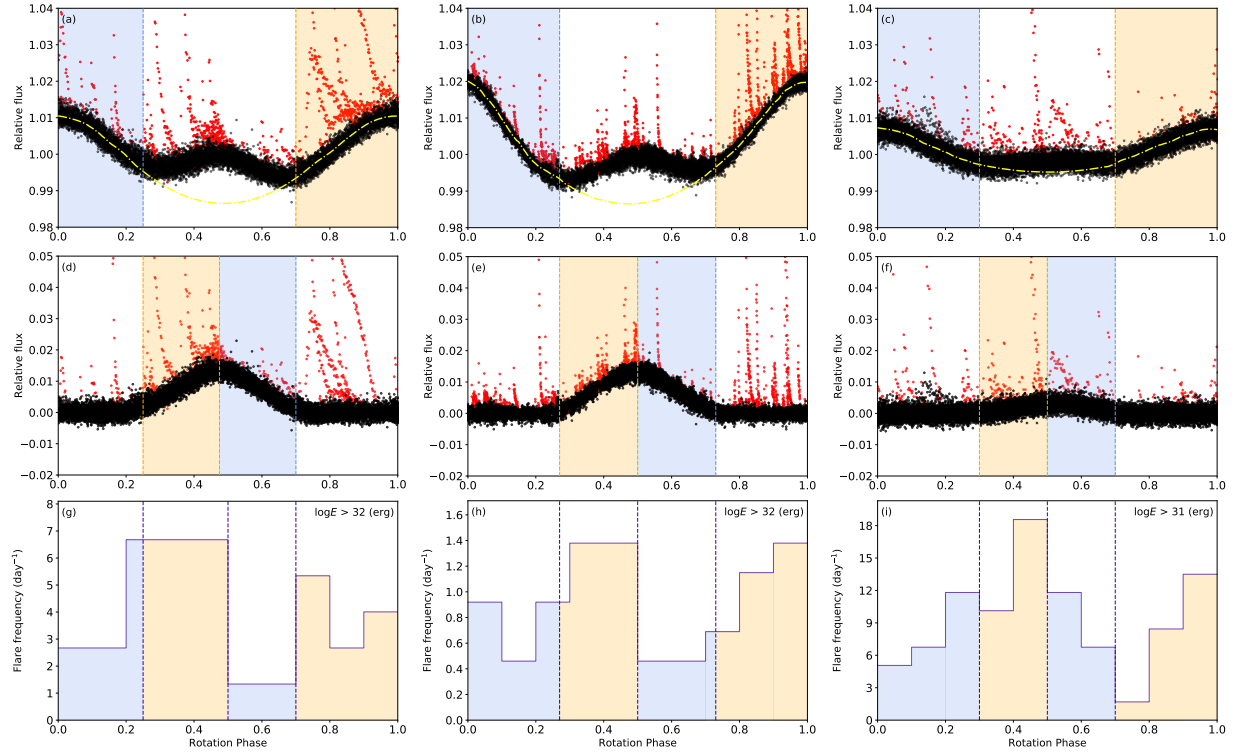 (a)
1.04
1.03
1.02
1.01
1.00
0.99
0.98
Relative flux
0.0 0.2 0.4 0.6 0.8 1.0
(b)
1.04
1.03
1.02
1.01
1.00
0.99
0.98
Relative flux
0.0 0.2 0.4 0.6 0.8 1.0
(c)
1.04
1.03
1.02
1.01
1.00
0.99
0.98
Relative flux
0.0 0.2 0.4 0.6 0.8 1.0
(d)
0.05
0.04
0.03
0.02
0.01
0.00
−0.01
−0.02
Relative flux
0.0 0.2 0.4 0.6 0.8 1.0
(e)
0.05
0.04
0.03
0.02
0.01
0.00
−0.01
−0.02
Relative flux
0.0 0.2 0.4 0.6 0.8 1.0
(f)
0.05
0.04
0.03
0.02
0.01
0.00
−0.01
−0.02
Relative flux
0.0 0.2 0.4 0.6 0.8 1.0
(g)
logE > 32 (erg)
8
7
6
5
4
3
2
1
0
Flare frequency (day⁻¹)
0.0 0.2 0.4 0.6 0.8 1.0
Rotation Phase
(h)
logE > 32 (erg)
1.6
1.4
1.2
1.0
0.8
0.6
0.4
0.2
0.0
Flare frequency (day⁻¹)
0.0 0.2 0.4 0.6 0.8 1.0
Rotation Phase
(i)
logE > 31 (erg)
18
15
12
9
6
3
0
Flare frequency (day⁻¹)
0.0 0.2 0.4 0.6 0.8 1.0
Rotation Phase